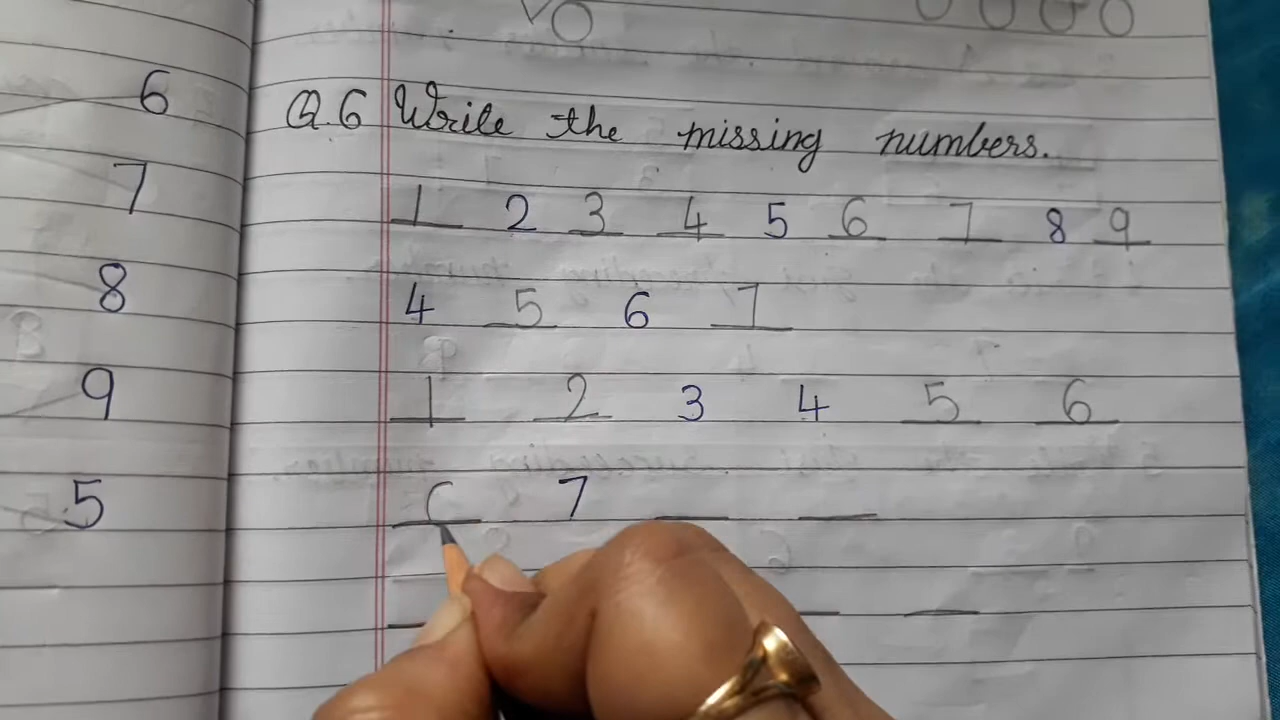 6
7
8
9
5
Q.6 Write the missing numbers.
1 2 3 4 5 6 7 8 9
4 5 6 7
1 2 3 4 5 6
7